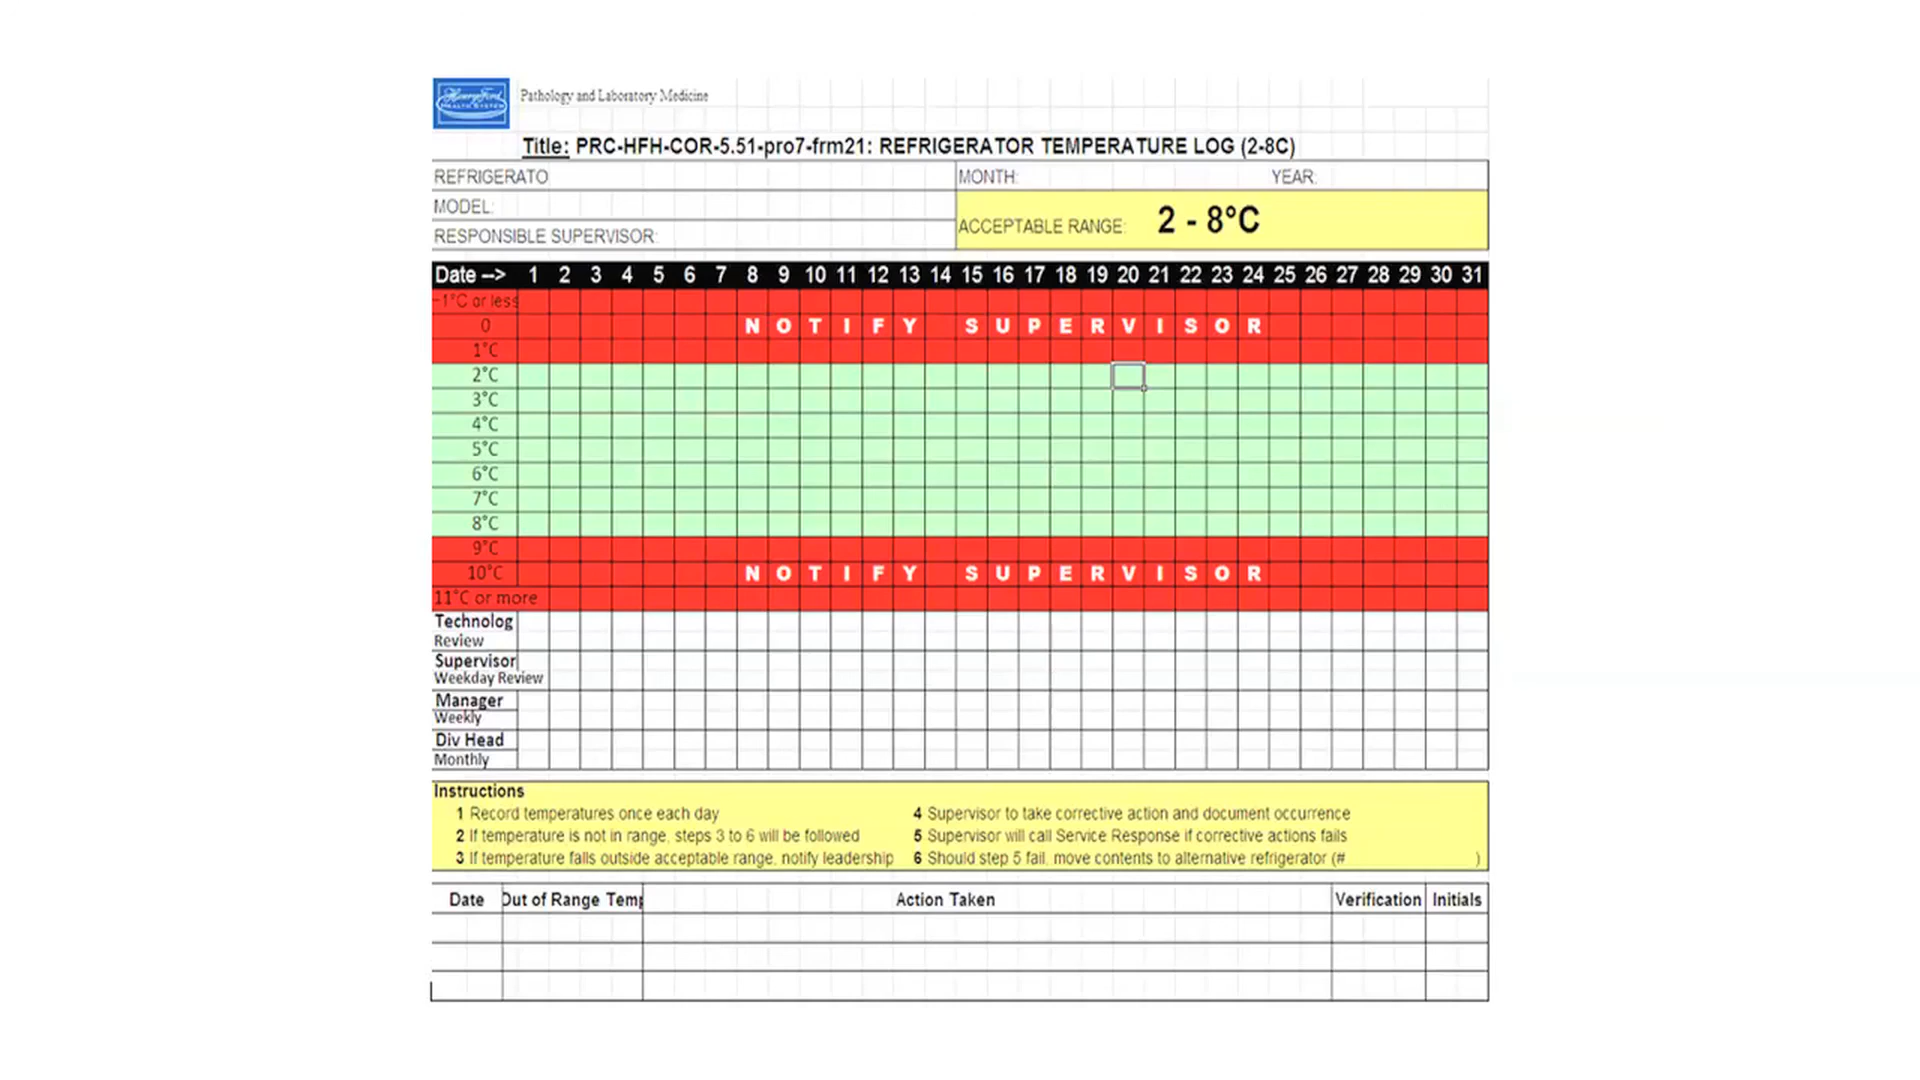 Henry Ford
HEALTH SYSTEM
Pathology and Laboratory Medicine
Title: PRC-HFH-COR-5.51-pro7-frm21: REFRIGERATOR TEMPERATURE LOG (2-8C)
REFRIGERATO MONTH: YEAR:
MODEL:
ACCEPTABLE RANGE: 2 - 8°C
RESPONSIBLE SUPERVISOR:
Date --> 1 2 3 4 5 6 7 8 9 10 11 12 13 14 15 16 17 18 19 20 21 22 23 24 25 26 27 28 29 30 31
-1°C or less
0 NOTIFY SUPERVISOR
1°C
2°C
3°C
4°C
5°C
6°C
7°C
8°C
9°C
10°C NOTIFY SUPERVISOR
11°C or more
Technolog
Review
Supervisor
Weekday Review
Manager
Weekly
Div Head
Monthly
Instructions
1 Record temperatures once each day
2 If temperature is not in range, steps 3 to 6 will be followed
3 If temperature falls outside acceptable range, notify leadership
4 Supervisor to take corrective action and document occurrence
5 Supervisor will call Service Response if corrective actions fails
6 Should step 5 fail, move contents to alternative refrigerator (# )
Date Out of Range Temp Action Taken Verification Initials